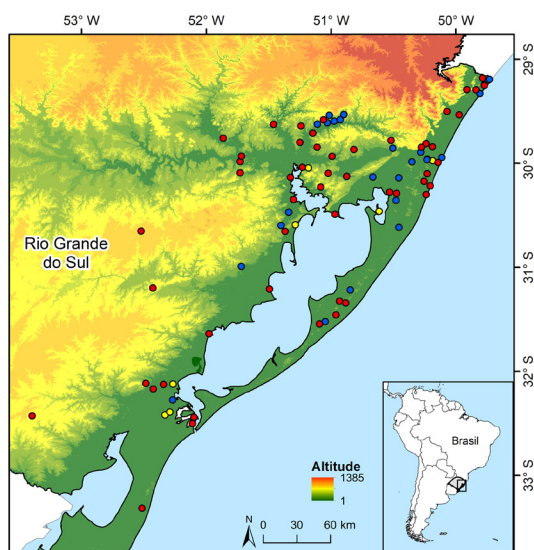 53° W
52° W
51° W
50° W
29° S
30° S
31° S
32° S
33° S
Rio Grande
do Sul
Brasil
Altitude
1385
1
N
0 30 60 km